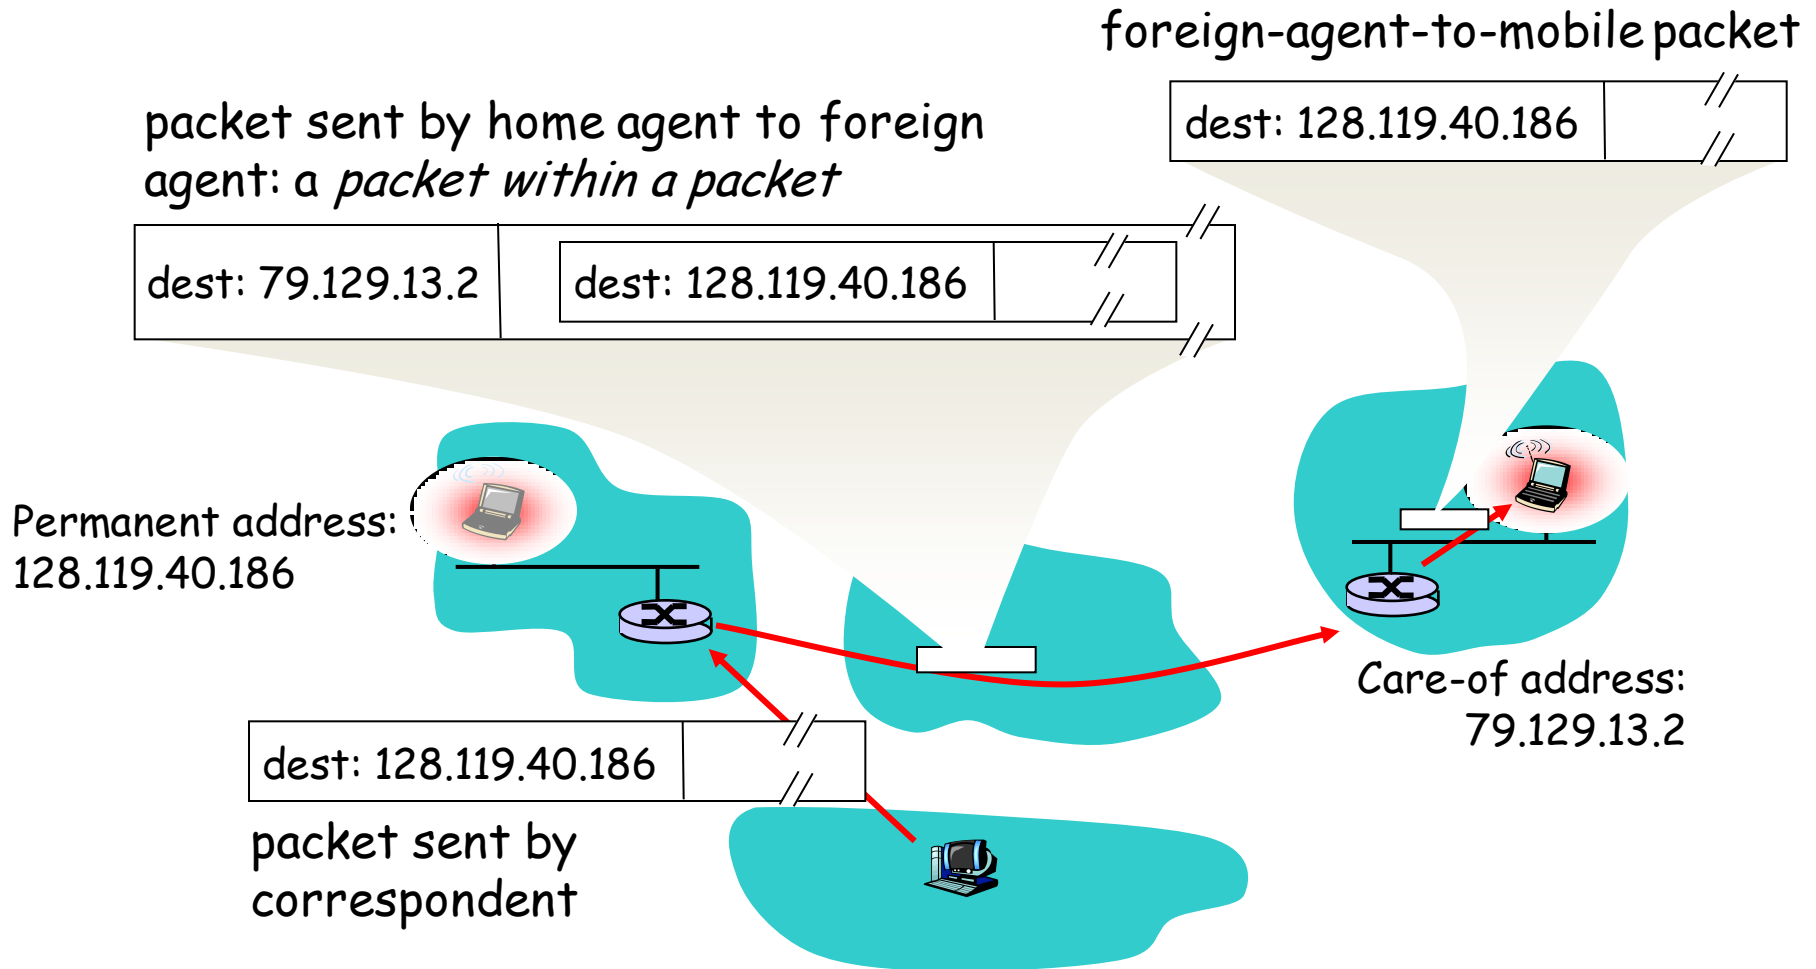 foreign-agent-to-mobile packet
dest: 128.119.40.186
packet sent by home agent to foreign
agent: a packet within a packet
dest: 79.129.13.2
dest: 128.119.40.186
Permanent address:
128.119.40.186
Care-of address:
79.129.13.2
dest: 128.119.40.186
packet sent by
correspondent